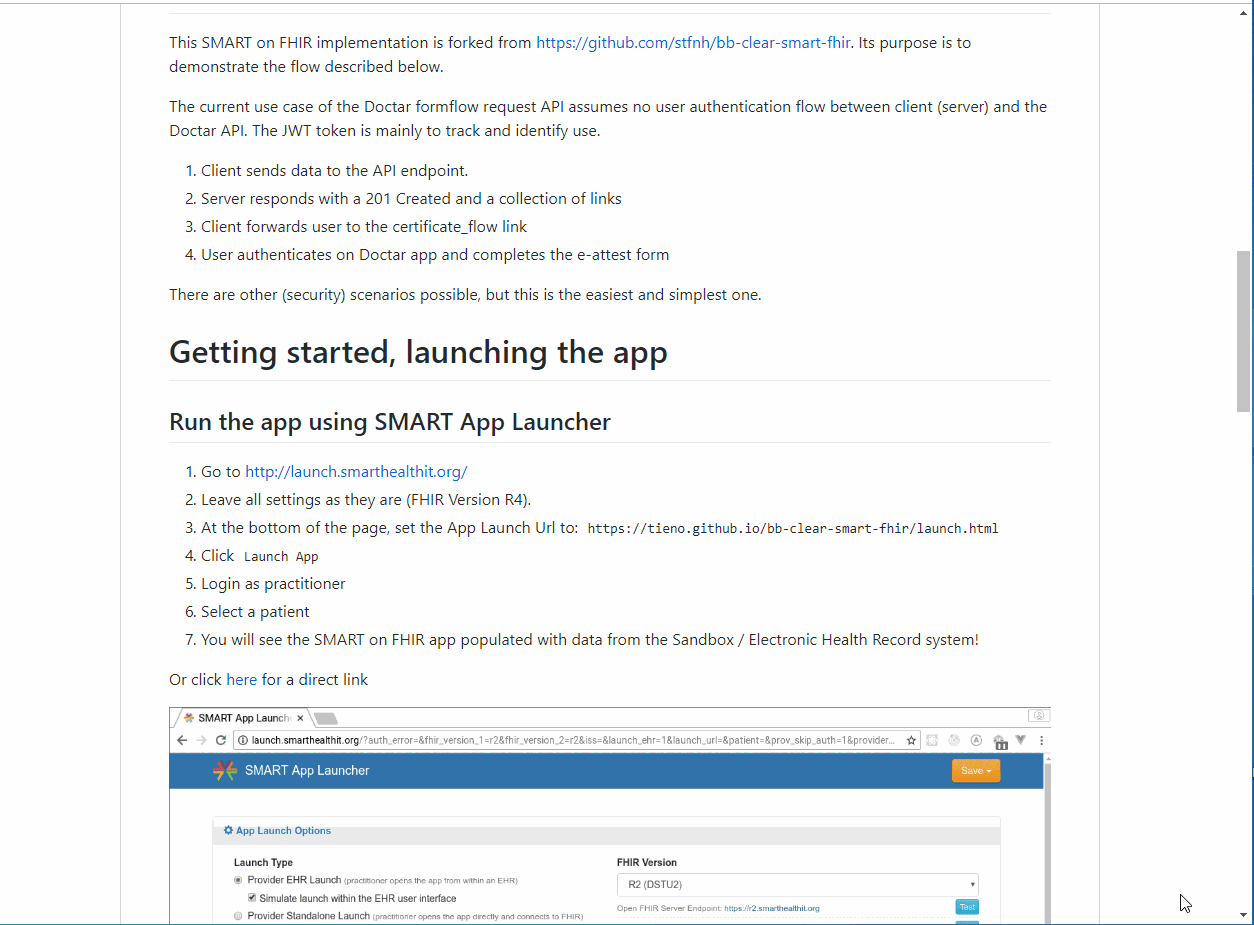 This SMART on FHIR implementation is forked from https://github.com/stfnh/bb-clear-smart-fhir. Its purpose is to
demonstrate the flow described below.
The current use case of the Doctar formflow request API assumes no user authentication flow between client (server) and the
Doctar API. The JWT token is mainly to track and identify use.
1. Client sends data to the API endpoint.
2. Server responds with a 201 Created and a collection of links
3. Client forwards user to the certificate_flow link
4. User authenticates on Doctar app and completes the e-attest form
There are other (security) scenarios possible, but this is the easiest and simplest one.
Getting started, launching the app
Run the app using SMART App Launcher
1. Go to http://launch.smarthealthit.org/
2. Leave all settings as they are (FHIR Version R4).
3. At the bottom of the page, set the App Launch Url to: https://tieno.github.io/bb-clear-smart-fhir/launch.html
4. Click Launch App
5. Login as practitioner
6. Select a patient
7. You will see the SMART on FHIR app populated with data from the Sandbox / Electronic Health Record system!
Or click here for a direct link
SMART App Launch
launch.smarthealthit.org/?auth_error=&fhir_version_1=r2&fhir_version_2=r2&iss=&launch_ehr=1&launch_url=&patient=&prov_skip_auth=1&provider...
SMART App Launcher
Save
App Launch Options
Launch Type
FHIR Version
Provider EHR Launch (practitioner opens the app from within an EHR)
R2 (DSTU2)
Simulate launch within the EHR user interface
Open FHIR Server Endpoint: https://r2.smarthealthit.org
Test
Provider Standalone Launch (practitioner opens the app directly and connects to FHIR)